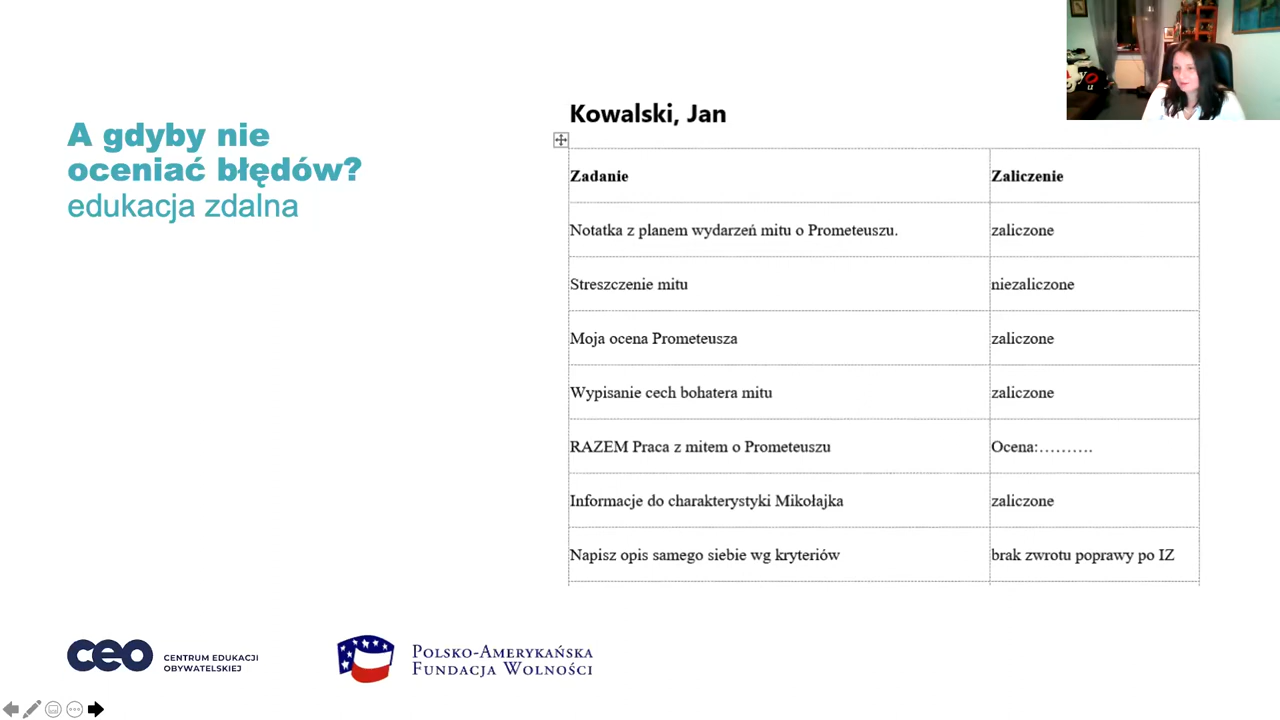 A gdyby nie
oceniać błędów?
edukacja zdalna
Kowalski, Jan
Zadanie Zaliczenie
Notatka z planem wydarzeń mitu o Prometeuszu. zaliczone
Streszczenie mitu niezaliczone
Moja ocena Prometeusza zaliczone
Wypisanie cech bohatera mitu zaliczone
RAZEM Praca z mitem o Prometeuszu Ocena:……….
Informacje do charakterystyki Mikołajka zaliczone
Napisz opis samego siebie wg kryteriów brak zwrotu poprawy po IZ
ceo CENTRUM EDUKACJI
OBYWATELSKIEJ
Polsko-Amerykańska
Fundacja Wolności